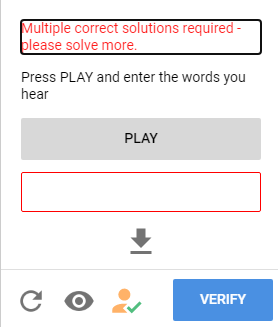 Multiple correct solutions required -
please solve more.
Press PLAY and enter the words you
hear
PLAY
VERIFY